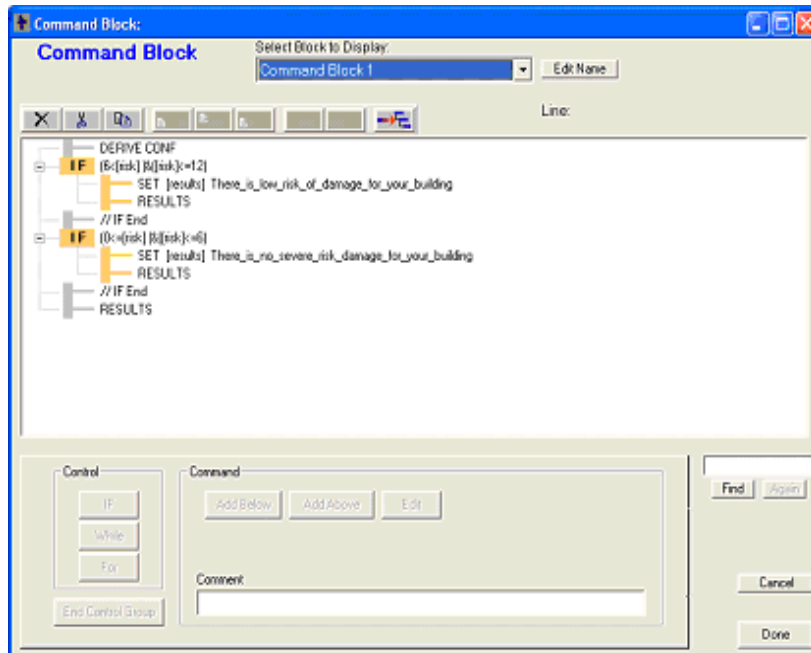 Command Block:
Command Block
Select Block to Display:
Command Block 1
Edit Name
Line:
DERIVE CONF
IF (6<[risk] )&([risk]<=12)
SET [results] There_is_low_risk_of_damage_for_your_building
RESULTS
// IF End
IF (0<=[risk] )&([risk]<=6)
SET [results] There_is_no_severe_risk_damage_for_your_building
RESULTS
// IF End
RESULTS
Control
Command
IF
While
For
End Control Group
Add Below
Add Above
Edit
Comment
Find
Again
Cancel
Done